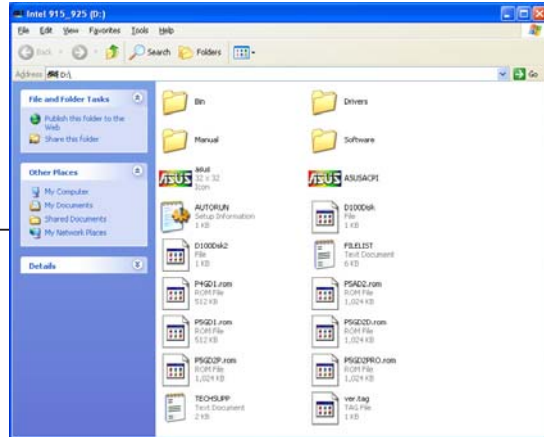 Intel 915_925 (D:)
File Edit View Favorites Tools Help
Back Search Folders
Address D:\ Go
File and Folder Tasks
Publish this folder to the Web
Share this folder
Other Places
My Computer
My Documents
Shared Documents
My Network Places
Details
Bin Drivers
Manual Software
ASUS asus
32 x 32
Icon
ASUS ASUSACPI
AUTORUN
Setup Information
1 KB
D100Dsk
File
1 KB
D100Dsk2
File
1 KB
FILELIST
Text Document
6 KB
P4GD1.rom
ROM File
512 KB
P5AD2.rom
ROM File
1,024 KB
P5GD1.rom
ROM File
512 KB
P5GD2D.rom
ROM File
1,024 KB
P5GD2P.rom
ROM File
1,024 KB
P5GD2PRO.rom
ROM File
1,024 KB
TECHSUPP
Text Document
2 KB
ver.tag
TAG File
1 KB